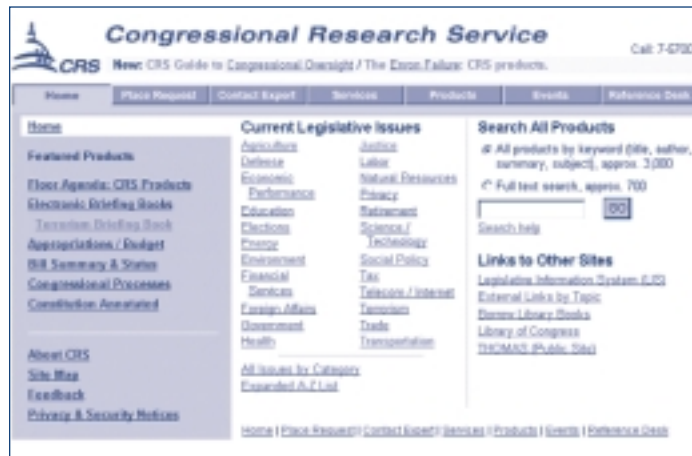 Congressional Research Service
CRS
Call: 7-5700
New: CRS Guide to Congressional Oversight / The Enron Failure: CRS products.
Home
Place Request
Contact Expert
Services
Products
Events
Reference Desk
Home
Featured Products
Floor Agenda: CRS Products
Electronic Briefing Books
Terrorism Briefing Book
Appropriations / Budget
Bill Summary & Status
Congressional Processes
Constitution Annotated
About CRS
Site Map
Feedback
Privacy & Security Notices
Current Legislative Issues
Agriculture
Defense
Economic
Performance
Education
Elections
Energy
Environment
Financial
Services
Foreign Affairs
Government
Health
Justice
Labor
Natural Resources
Privacy
Retirement
Science /
Technology
Social Policy
Tax
Telecom / Internet
Terrorism
Trade
Transportation
All Issues by Category
Expanded A-Z List
Search All Products
All products by keyword (title, author,
summary, subject), approx. 3,000
Full text search, approx. 700
GO
Search help
Links to Other Sites
Legislative Information System (LIS)
External Links by Topic
Borrow Library Books
Library of Congress
THOMAS (Public Site)
Home | Place Request | Contact Expert | Services | Products | Events | Reference Desk